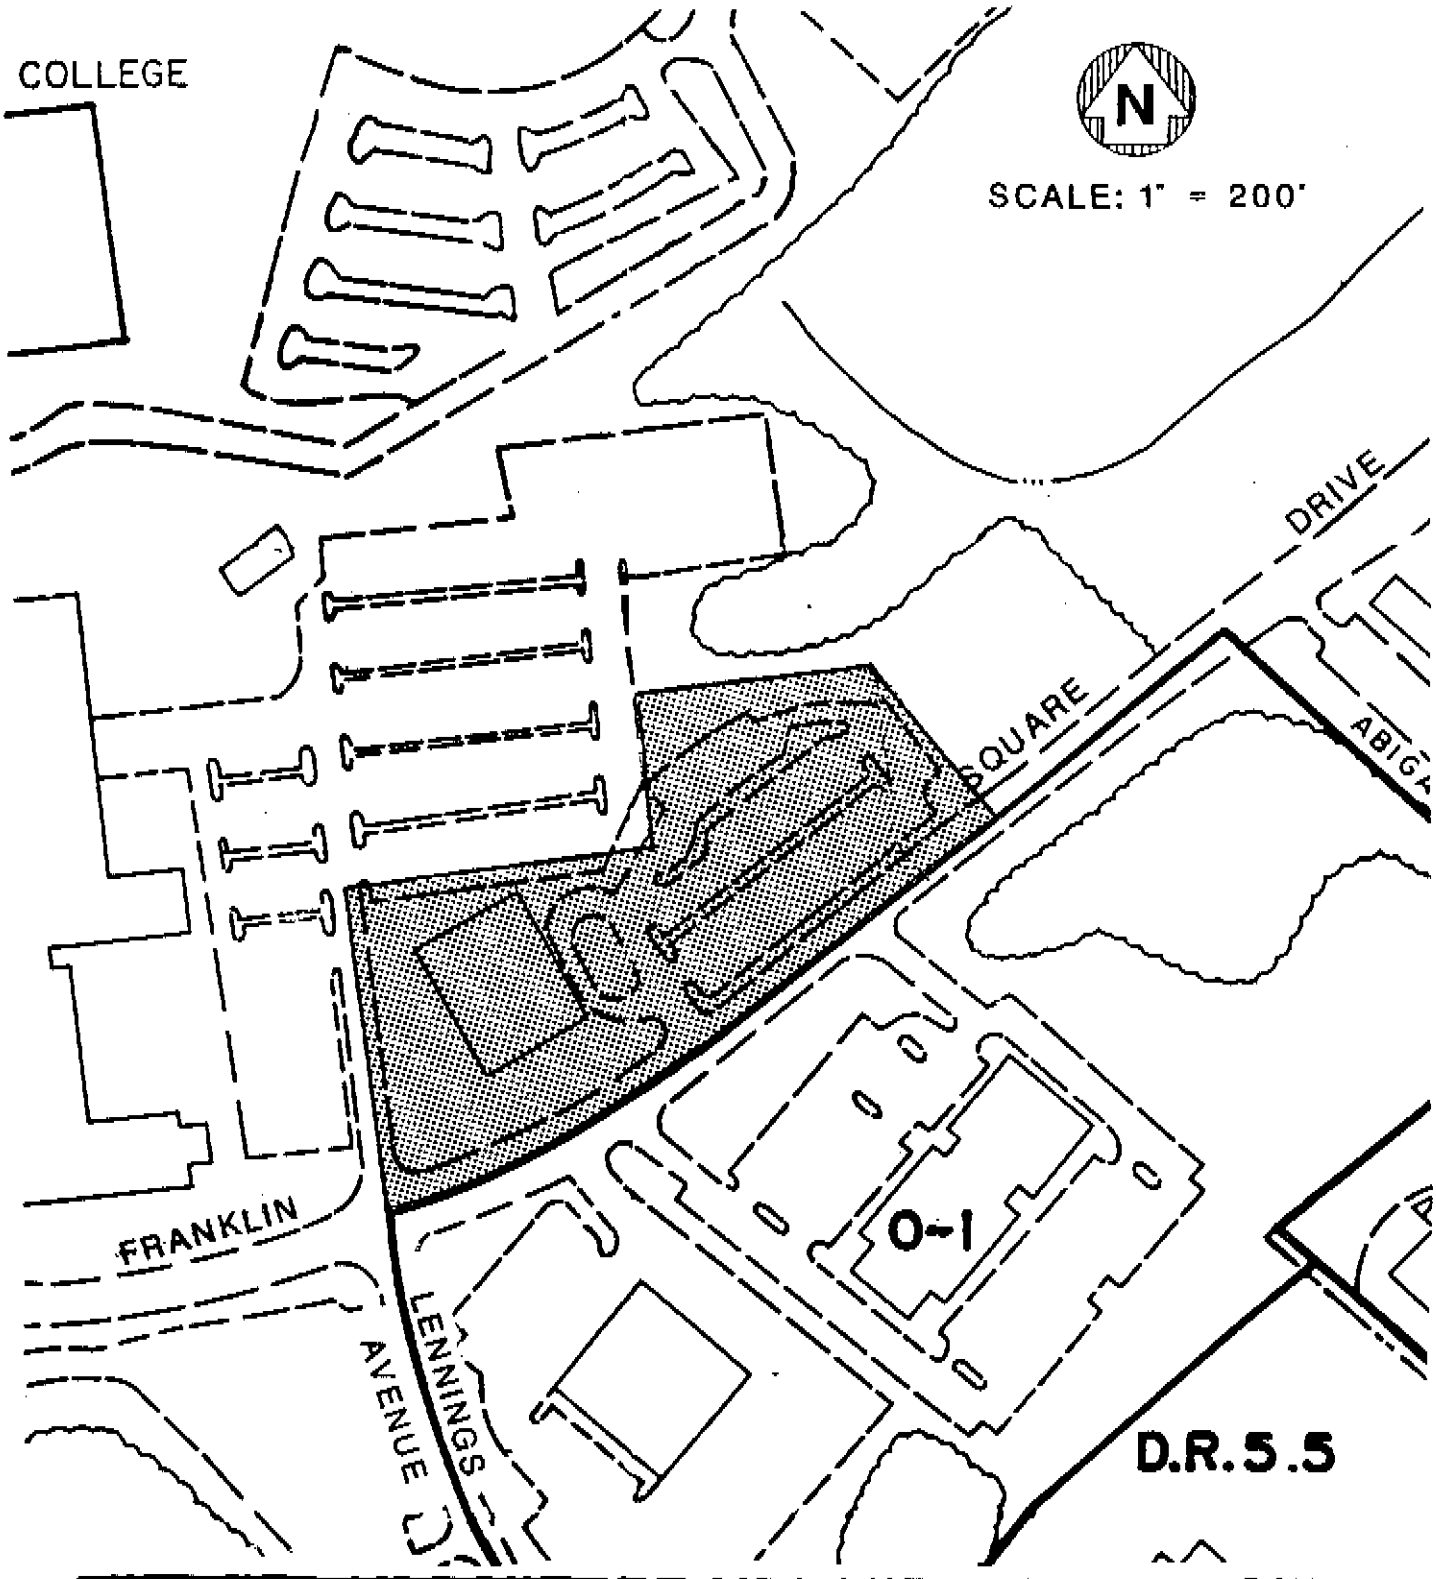 COLLEGE
N
SCALE: 1" = 200'
DRIVE
SQUARE
ABIGA
FRANKLIN
O-1
LENNINGS
AVENUE
D.R.5.5